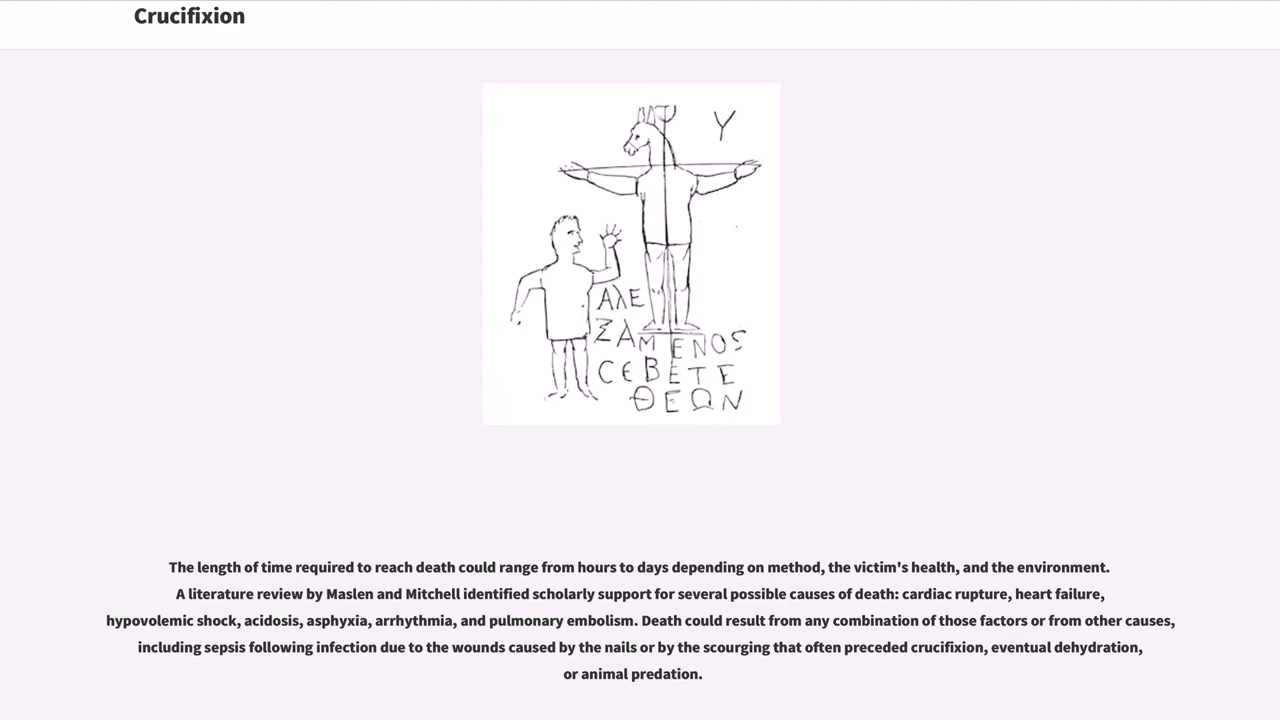 Crucifixion
Υ
ΑλΕ
ΞΑΜΕΝΟϹ
ϹЄΒΕΤΕ
ΘΕΩΝ
The length of time required to reach death could range from hours to days depending on method, the victim's health, and the environment.
A literature review by Maslen and Mitchell identified scholarly support for several possible causes of death: cardiac rupture, heart failure,
hypovolemic shock, acidosis, asphyxia, arrhythmia, and pulmonary embolism. Death could result from any combination of those factors or from other causes,
including sepsis following infection due to the wounds caused by the nails or by the scourging that often preceded crucifixion, eventual dehydration,
or animal predation.